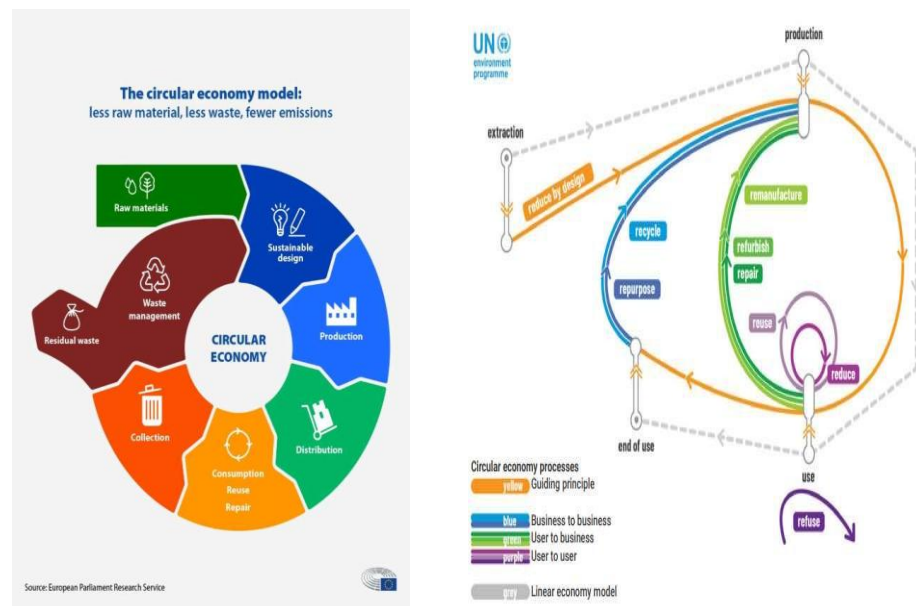 The circular economy model:
less raw material, less waste, fewer emissions
Raw materials
Sustainable
design
Production
Distribution
Consumption
Reuse
Repair
Collection
Waste
management
Residual waste
CIRCULAR
ECONOMY
Source: European Parliament Research Service
UN
environment
programme
production
extraction
reduce by design
remanufacture
recycle
refurbish
repair
repurpose
reuse
reduce
end of use
use
refuse
Circular economy processes
yellow Guiding principle
blue Business to business
green User to business
purple User to user
grey Linear economy model